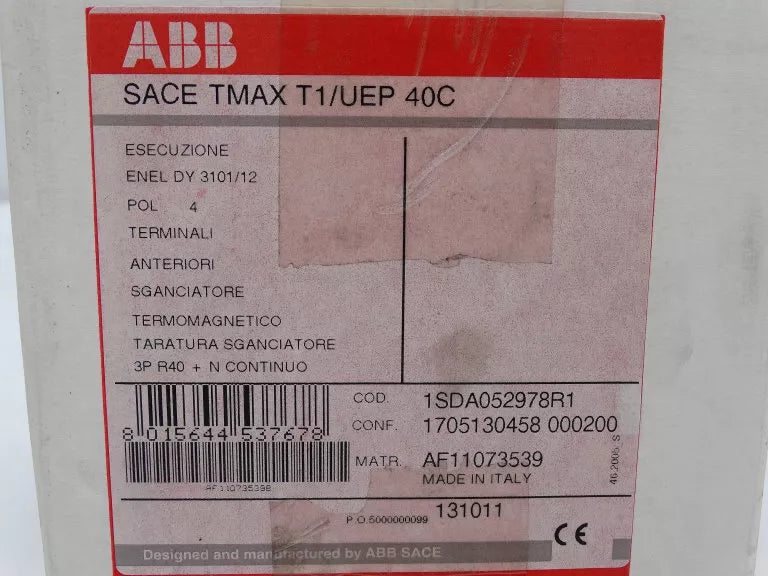 ABB
SACE TMAX T1/UEP 40C
ESECUZIONE
ENEL DY 3101/12
POL 4
TERMINALI
ANTERIORI
SGANCIATORE
TERMOMAGNETICO
TARATURA SGANCIATORE
3P R40 + N CONTINUO
8 015644 537678
COD. 1SDA052978R1
CONF. 1705130458 000200
MATR. AF11073539
MADE IN ITALY
46.2005 S
P.O.5000000099 131011
CE
Designed and manufactured by ABB SACE